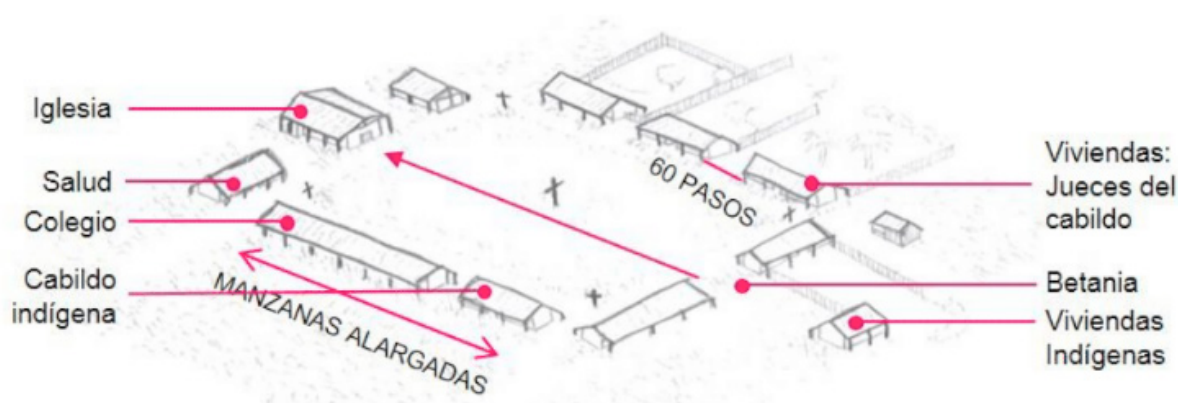 Iglesia
Salud
Colegio
Cabildo
indígena
MANZANAS ALARGADAS
60 PASOS
Viviendas:
Jueces del
cabildo
Betania
Viviendas
Indígenas